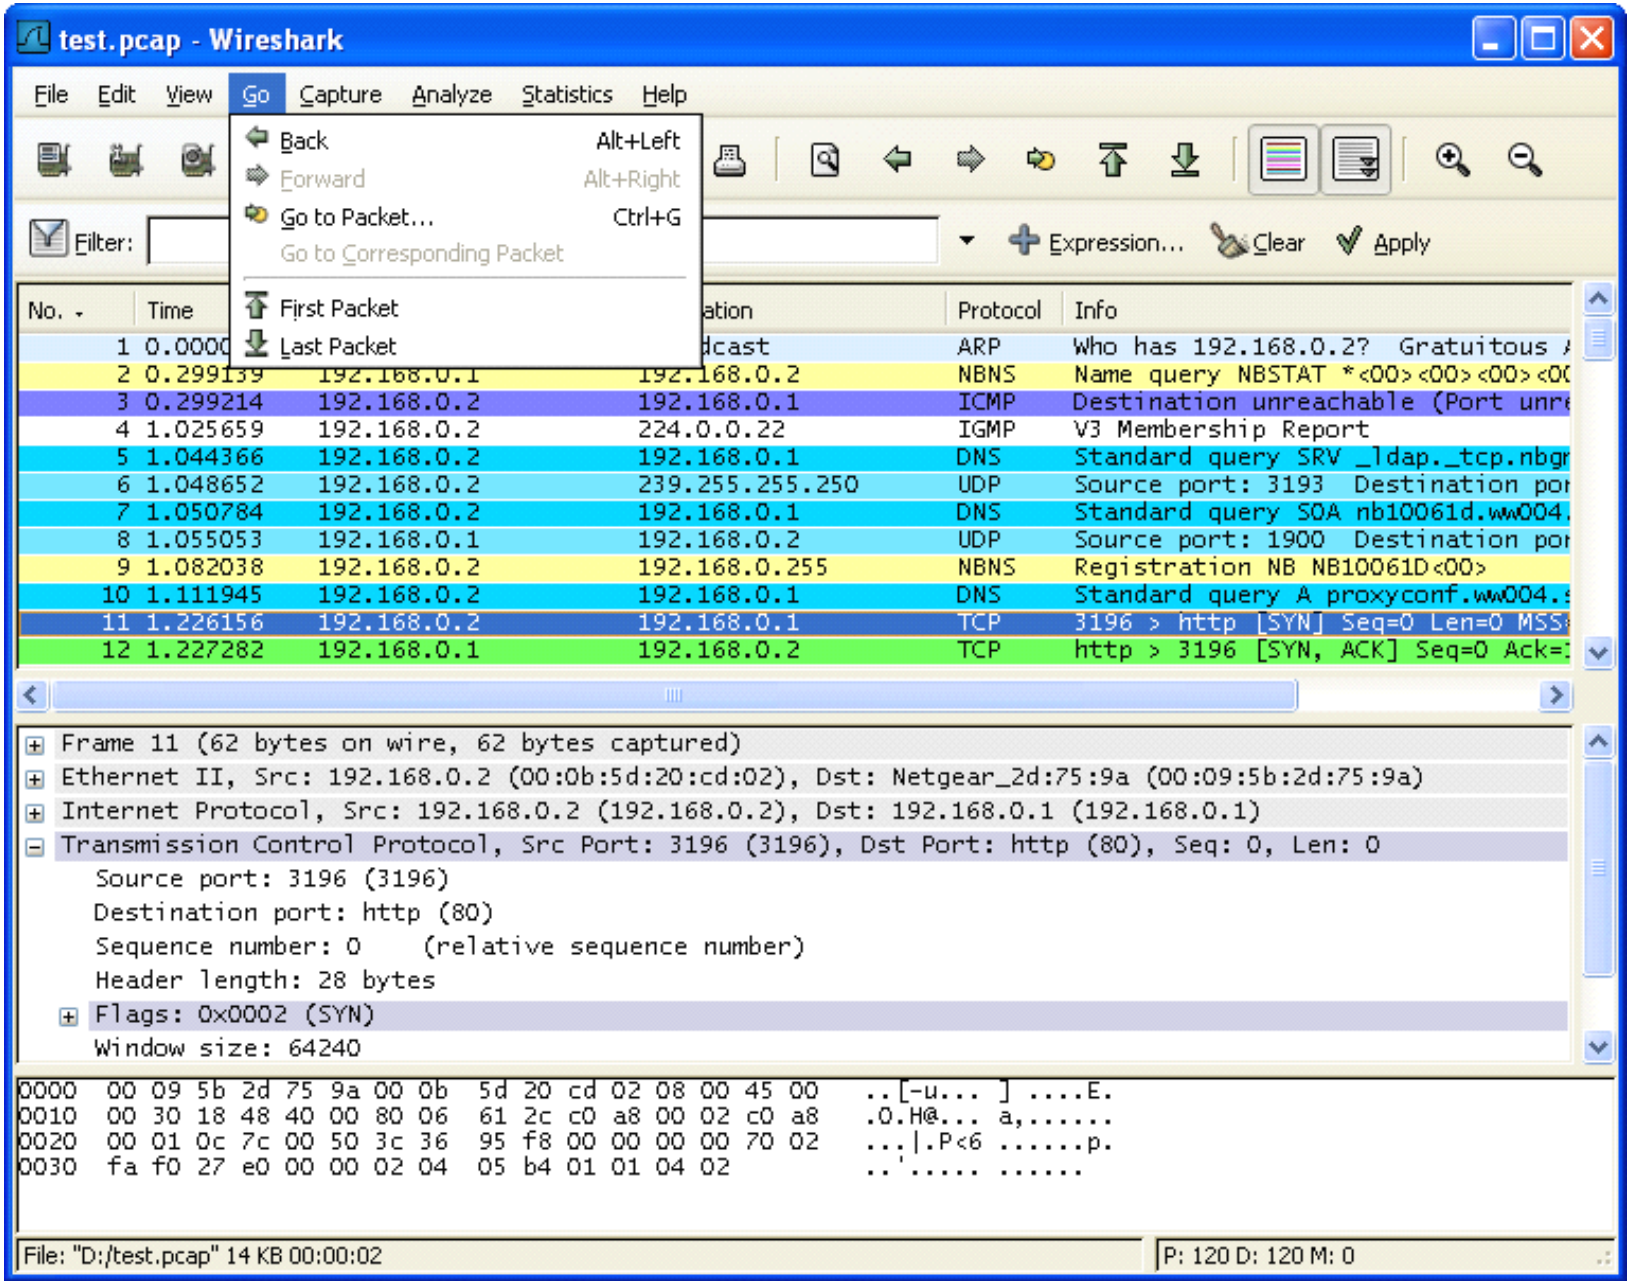 test.pcap - Wireshark
File Edit View Go Capture Analyze Statistics Help
Back Alt+Left
Forward Alt+Right
Go to Packet... Ctrl+G
Go to Corresponding Packet
First Packet
Last Packet
Filter: Expression... Clear Apply
No. Time ation Protocol Info
1 0.0000 dcast ARP Who has 192.168.0.2? Gratuitous
2 0.299139 192.168.0.1 192.168.0.2 NBNS Name query NBSTAT *<00><00><00><00
3 0.299214 192.168.0.2 192.168.0.1 ICMP Destination unreachable (Port unre
4 1.025659 192.168.0.2 224.0.0.22 IGMP V3 Membership Report
5 1.044366 192.168.0.2 192.168.0.1 DNS Standard query SRV _ldap._tcp.nbgm
6 1.048652 192.168.0.2 239.255.255.250 UDP Source port: 3193 Destination por
7 1.050784 192.168.0.2 192.168.0.1 DNS Standard query SOA nb10061d.ww004.
8 1.055053 192.168.0.1 192.168.0.2 UDP Source port: 1900 Destination por
9 1.082038 192.168.0.2 192.168.0.255 NBNS Registration NB NB10061D<00>
10 1.111945 192.168.0.2 192.168.0.1 DNS Standard query A proxyconf.ww004.s
11 1.226156 192.168.0.2 192.168.0.1 TCP 3196 > http [SYN] Seq=0 Len=0 MSS=
12 1.227282 192.168.0.1 192.168.0.2 TCP http > 3196 [SYN, ACK] Seq=0 Ack=1
Frame 11 (62 bytes on wire, 62 bytes captured)
Ethernet II, Src: 192.168.0.2 (00:0b:5d:20:cd:02), Dst: Netgear_2d:75:9a (00:09:5b:2d:75:9a)
Internet Protocol, Src: 192.168.0.2 (192.168.0.2), Dst: 192.168.0.1 (192.168.0.1)
Transmission Control Protocol, Src Port: 3196 (3196), Dst Port: http (80), Seq: 0, Len: 0
Source port: 3196 (3196)
Destination port: http (80)
Sequence number: 0 (relative sequence number)
Header length: 28 bytes
Flags: 0x0002 (SYN)
Window size: 64240
0000 00 09 5b 2d 75 9a 00 0b 5d 20 cd 02 08 00 45 00 ..[-u... ] ....E.
0010 00 30 18 48 40 00 80 06 61 2c c0 a8 00 02 c0 a8 .0.H@... a,......
0020 00 01 0c 7c 00 50 3c 36 95 f8 00 00 00 00 70 02 ...|.P<6 ......p.
0030 fa f0 27 e0 00 00 02 04 05 b4 01 01 04 02 ..'..... ......
File: "D:/test.pcap" 14 KB 00:00:02 P: 120 D: 120 M: 0